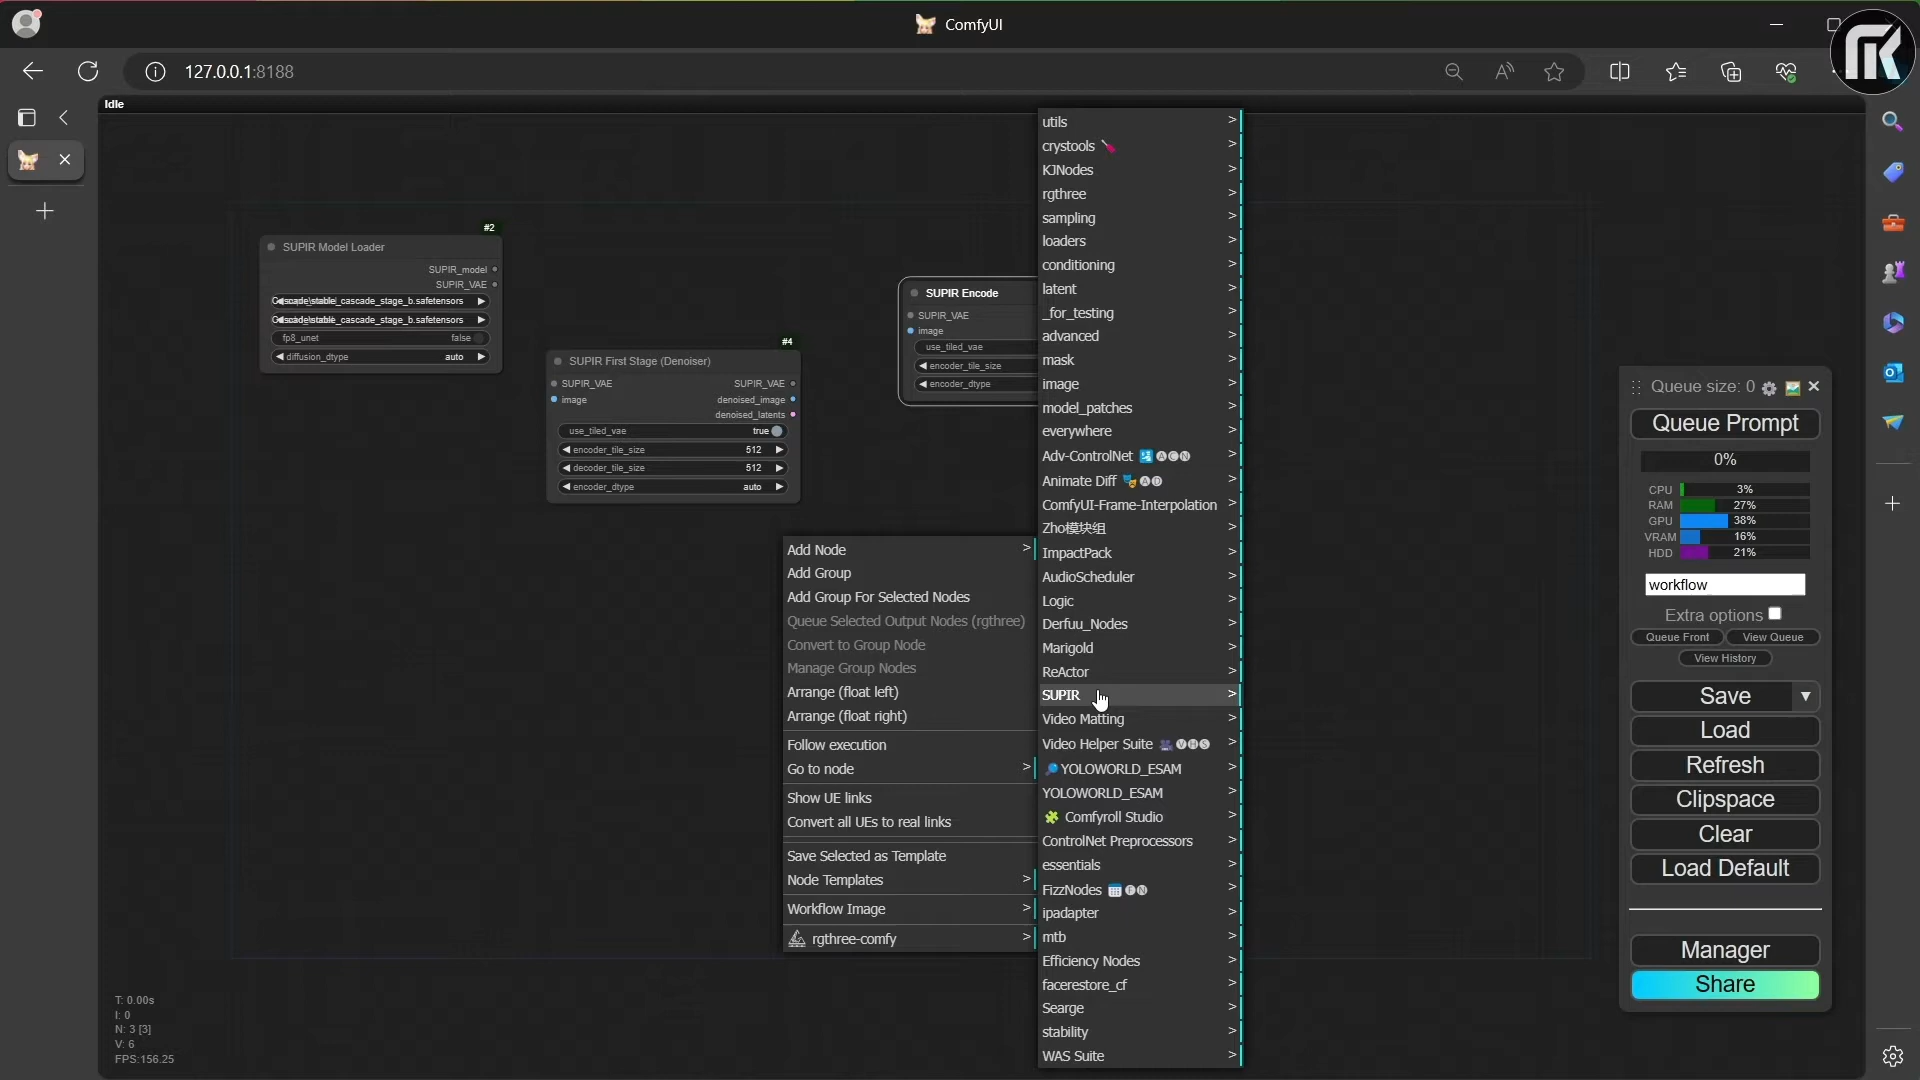 ComfyUI
127.0.0.1:8188
Idle
#2
SUPIR Model Loader
SUPIR_model
SUPIR_VAE
cascade_stage_b.safetensors
cascade_stage_b.safetensors
fp8_unet false
diffusion_dtype auto
#4
SUPIR First Stage (Denoiser)
SUPIR_VAE SUPIR_VAE
image denoised_image
denoised_latents
use_tiled_vae true
encoder_tile_size 512
decoder_tile_size 512
encoder_dtype auto
SUPIR Encode
SUPIR_VAE
image
use_tiled_vae
encoder_tile_size
encoder_dtype
Add Node >
Add Group
Add Group For Selected Nodes
Queue Selected Output Nodes (rgthree)
Convert to Group Node
Manage Group Nodes
Arrange (float left)
Arrange (float right)
Follow execution
Go to node >
Show UE links
Convert all UEs to real links
Save Selected as Template
Node Templates >
Workflow Image >
rgthree-comfy >
utils >
crystools >
KJNodes >
rgthree >
sampling >
loaders >
conditioning >
latent >
_for_testing >
advanced >
mask >
image >
model_patches >
everywhere >
Adv-ControlNet 🅐🅒🅝 >
Animate Diff 🅐🅓 >
ComfyUI-Frame-Interpolation >
Zho模块组 >
ImpactPack >
AudioScheduler >
Logic >
Derfuu_Nodes >
Marigold >
ReActor >
SUPIR >
Video Matting >
Video Helper Suite 🅥🅗🅢 >
YOLOWORLD_ESAM >
YOLOWORLD_ESAM >
Comfyroll Studio >
ControlNet Preprocessors >
essentials >
FizzNodes 🅕🅝 >
ipadapter >
mtb >
Efficiency Nodes >
facerestore_cf >
Searge >
stability >
WAS Suite >
Queue size: 0
Queue Prompt
0%
CPU 3%
RAM 27%
GPU 38%
VRAM 16%
HDD 21%
workflow
Extra options
Queue Front View Queue
View History
Save
Load
Refresh
Clipspace
Clear
Load Default
Manager
Share
T: 0.00s
I: 0
N: 3 [3]
V: 6
FPS:156.25